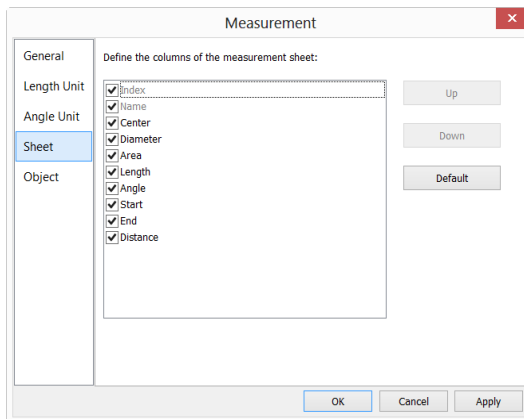 Measurement
General
Length Unit
Angle Unit
Sheet
Object
Define the columns of the measurement sheet:
Index
Name
Center
Diameter
Area
Length
Angle
Start
End
Distance
Up
Down
Default
OK
Cancel
Apply